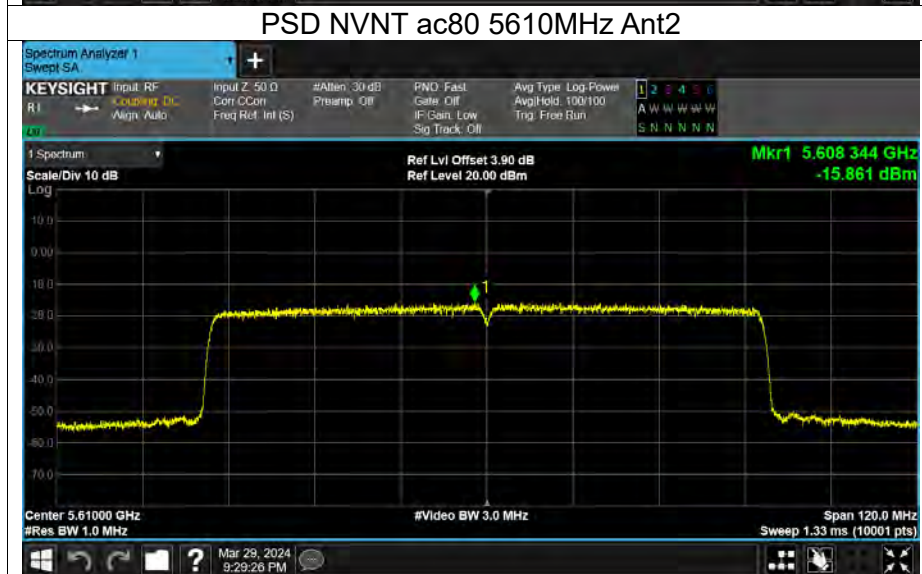 PSD NVNT ac80 5610MHz Ant2
Spectrum Analyzer 1
Swept SA
+
KEYSIGHT Input: RF Input Z: 50 Ω #Atten: 30 dB PNO: Fast Avg Type: Log-Power 1 2 3 4 5 6
R L Coupling: DC Corr CCorr Preamp: Off Gate: Off Avg|Hold: 100/100 A W W W W W
Align: Auto Freq Ref: Int (S) IF Gain: Low Trig: Free Run
Sig Track: Off S N N N N N
1 Spectrum Ref Lvl Offset 3.90 dB Mkr1 5.608 344 GHz
Scale/Div 10 dB Ref Level 20.00 dBm -15.861 dBm
Log
10.0
0.00
1
-40.0
-50.0
-60.0
-70.0
Center 5.61000 GHz #Video BW 3.0 MHz Span 120.0 MHz
#Res BW 1.0 MHz Sweep 1.33 ms (10001 pts)
? Mar 29, 2024
9:29:26 PM